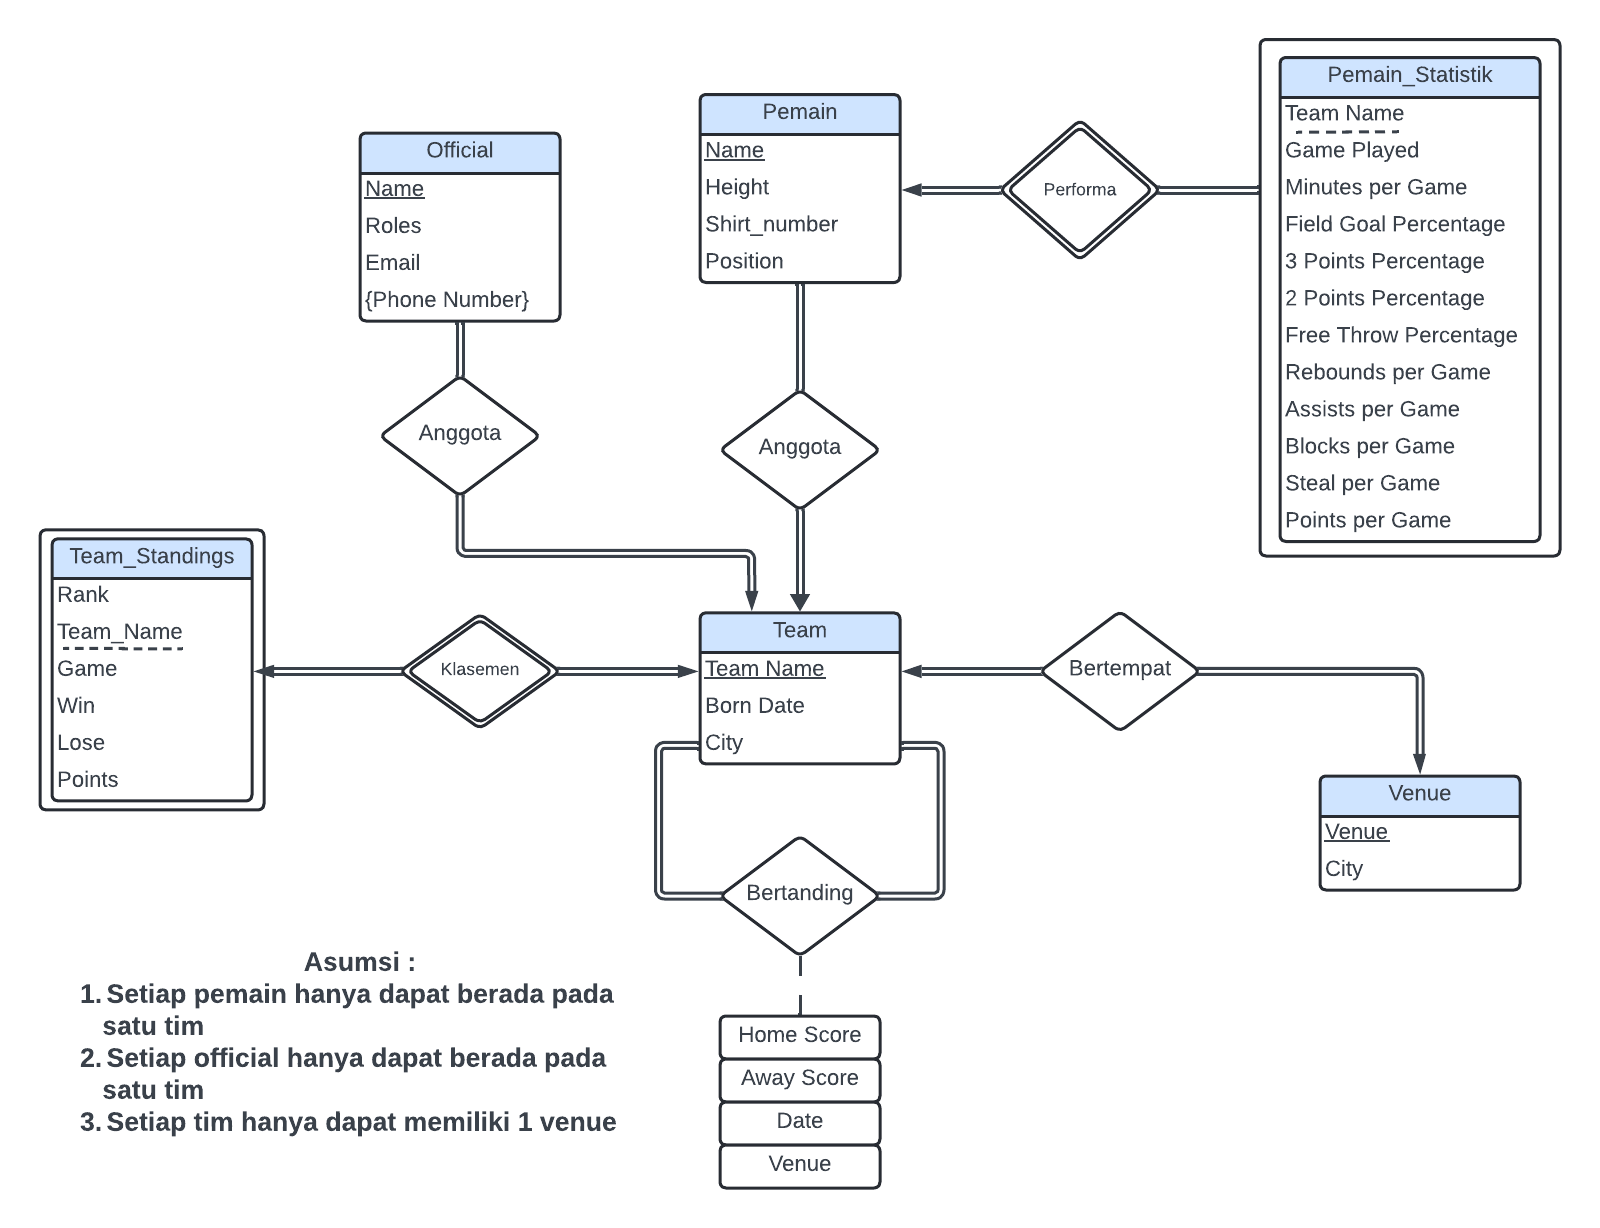 Official
Name
Roles
Email
{Phone Number}
Pemain
Name
Height
Shirt_number
Position
Performa
Pemain_Statistik
Team Name
Game Played
Minutes per Game
Field Goal Percentage
3 Points Percentage
2 Points Percentage
Free Throw Percentage
Rebounds per Game
Assists per Game
Blocks per Game
Steal per Game
Points per Game
Anggota
Anggota
Team_Standings
Rank
Team_Name
Game
Win
Lose
Points
Klasemen
Team
Team Name
Born Date
City
Bertempat
Venue
Venue
City
Bertanding
Home Score
Away Score
Date
Venue
Asumsi :
1. Setiap pemain hanya dapat berada pada
satu tim
2. Setiap official hanya dapat berada pada
satu tim
3. Setiap tim hanya dapat memiliki 1 venue